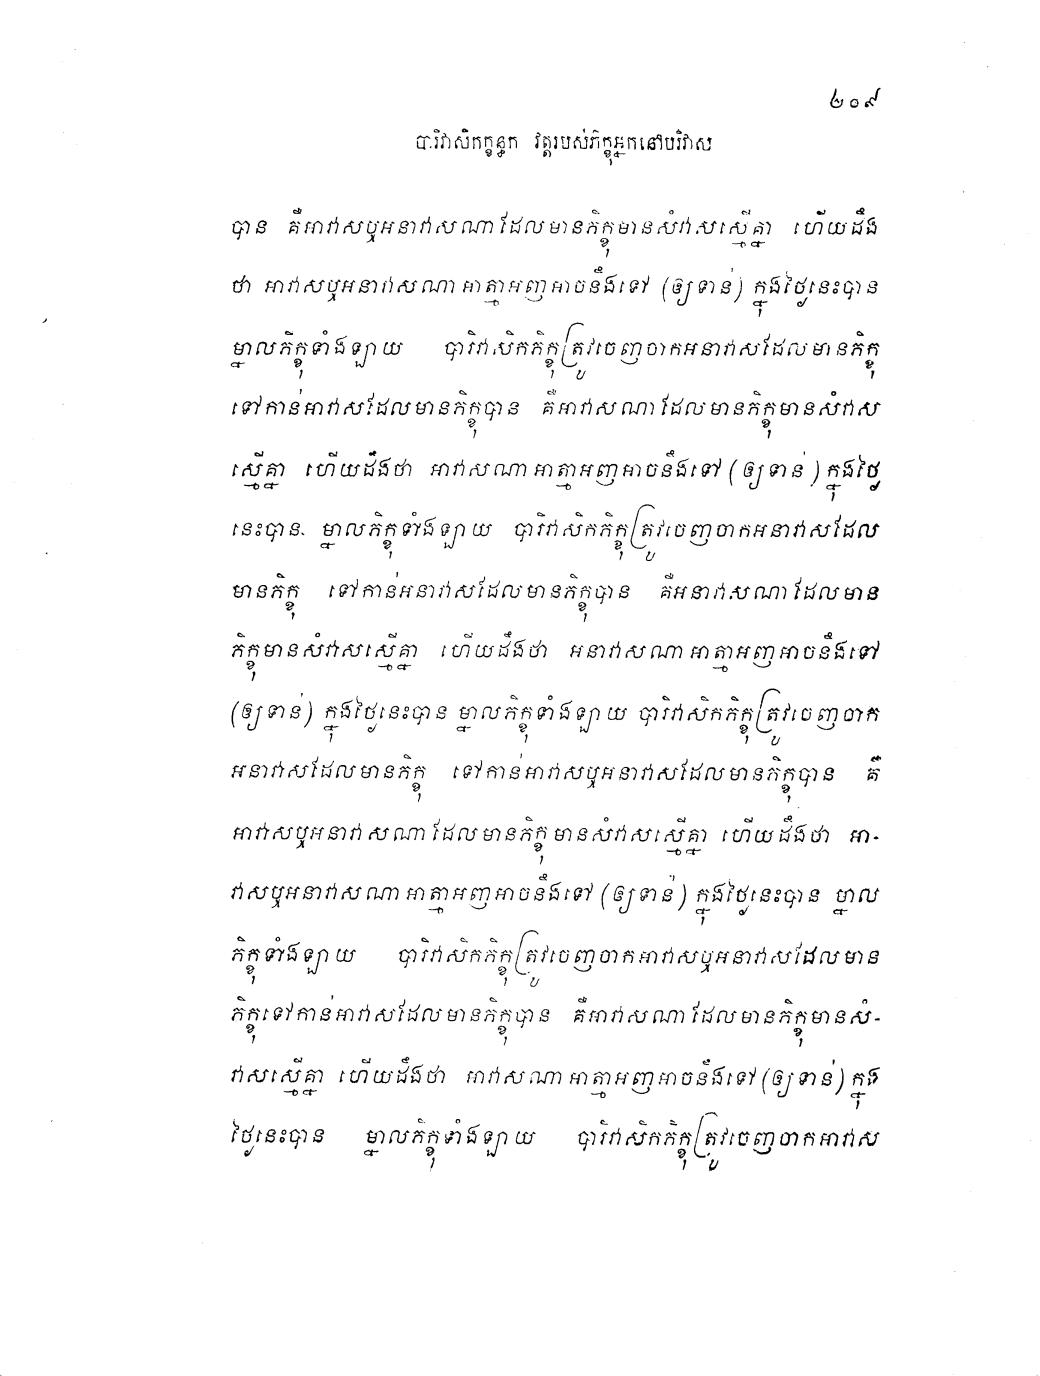 ២០៩
បារិវាសិកក្ខន្ធក វត្តរបស់ភិក្ខុអ្នកនៅបរិវាស
បាន គឺអាវាសឬអនាវាសណាដែលមានភិក្ខុមានសំវាសស្មើគ្នា ហើយដឹង
ថា អាវាសឬអនាវាសណាអាត្មាអញអាចនឹងទៅ (ឲ្យទាន់) ក្នុងថ្ងៃនេះបាន
ម្នាលភិក្ខុទាំងឡាយ បារិវាសិកភិក្ខុត្រូវចេញចាកអនាវាសដែលមានភិក្ខុ
ទៅកាន់អាវាសដែលមានភិក្ខុបាន គឺអាវាសណាដែលមានភិក្ខុមានសំវាស
ស្មើគ្នា ហើយដឹងថា អាវាសណាអាត្មាអញអាចនឹងទៅ (ឲ្យទាន់) ក្នុងថ្ងៃ
នេះបាន ម្នាលភិក្ខុទាំងឡាយ បារិវាសិកភិក្ខុត្រូវចេញចាកអនាវាសដែល
មានភិក្ខុ ទៅកាន់អនាវាសដែលមានភិក្ខុបាន គឺអនាវាសណាដែលមាន
ភិក្ខុមានសំវាសស្មើគ្នា ហើយដឹងថា អនាវាសណាអាត្មាអញអាចនឹងទៅ
(ឲ្យទាន់) ក្នុងថ្ងៃនេះបាន ម្នាលភិក្ខុទាំងឡាយ បារិវាសិកភិក្ខុត្រូវចេញចាក
អនាវាសដែលមានភិក្ខុ ទៅកាន់អាវាសឬអនាវាសដែលមានភិក្ខុបាន គឺ
អាវាសឬអនាវាសណាដែលមានភិក្ខុមានសំវាសស្មើគ្នា ហើយដឹងថា អា-
វាសឬអនាវាសណាអាត្មាអញអាចនឹងទៅ (ឲ្យទាន់) ក្នុងថ្ងៃនេះបាន ម្នាល
ភិក្ខុទាំងឡាយ បារិវាសិកភិក្ខុត្រូវចេញចាកអាវាសឬអនាវាសដែលមាន
ភិក្ខុទៅកាន់អាវាសដែលមានភិក្ខុបាន គឺអាវាសណាដែលមានភិក្ខុមានសំ-
វាសស្មើគ្នា ហើយដឹងថា អាវាសណាអាត្មាអញអាចនឹងទៅ (ឲ្យទាន់) ក្នុង
ថ្ងៃនេះបាន ម្នាលភិក្ខុទាំងឡាយ បារិវាសិកភិក្ខុត្រូវចេញចាកអាវាស